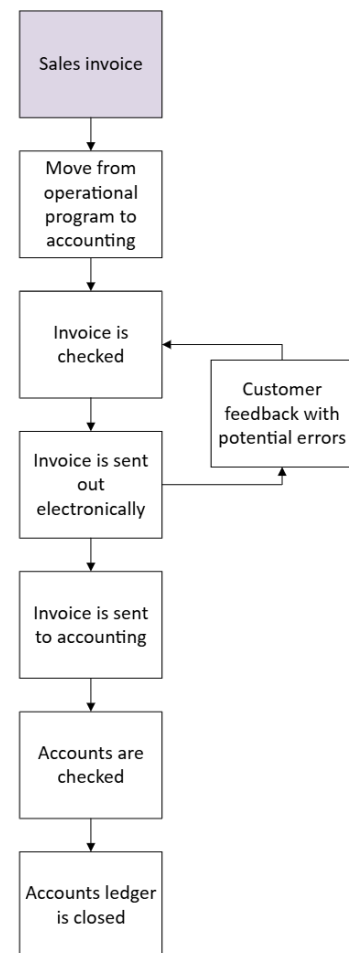 Sales invoice
Move from
operational
program to
accounting
Invoice is
checked
Customer
feedback with
potential errors
Invoice is sent
out
electronically
Invoice is sent
to accounting
Accounts are
checked
Accounts ledger
is closed